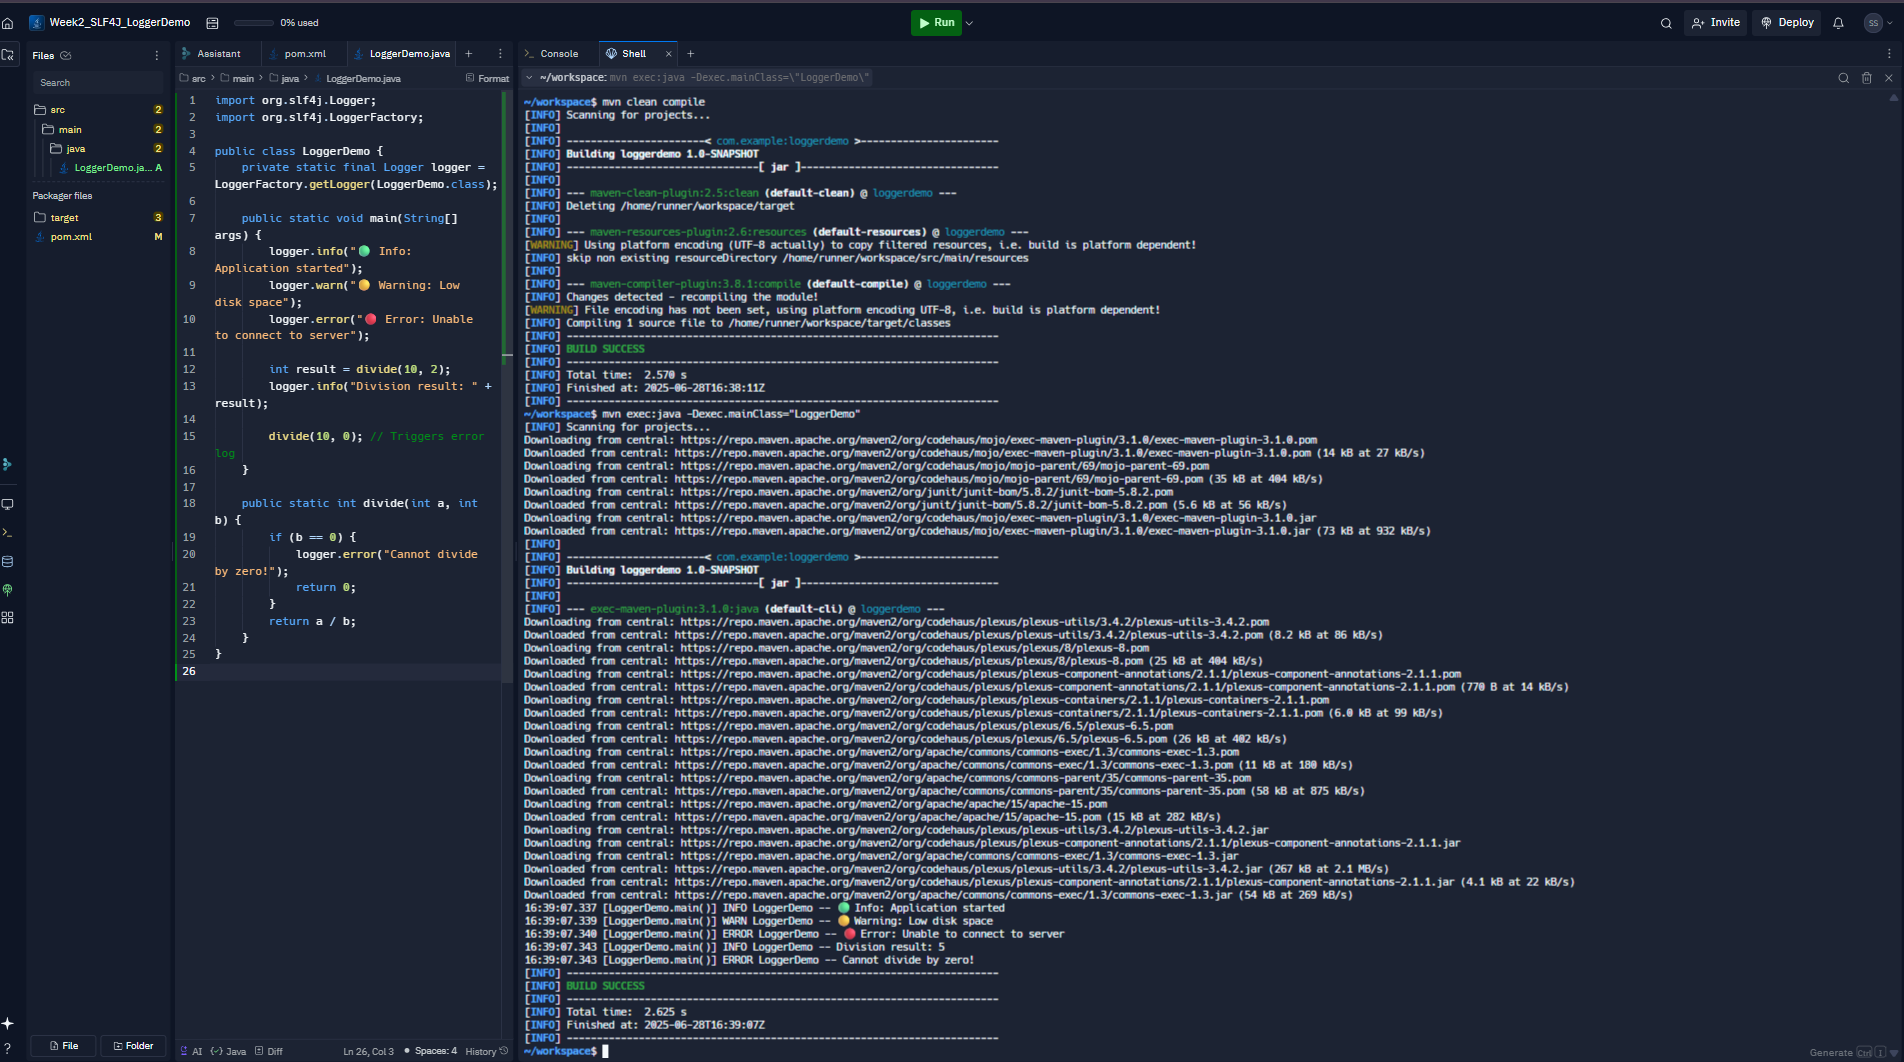 Week2_SLF4J_LoggerDemo
0% used
Run
Invite
Deploy
SS
Files
Search
src 2
main 2
java 2
LoggerDemo.ja... A
Packager files
target 3
pom.xml M
File
Folder
Assistant
pom.xml
LoggerDemo.java
src > main > java > LoggerDemo.java
Format
1 import org.slf4j.Logger;
2 import org.slf4j.LoggerFactory;
3
4 public class LoggerDemo {
5 private static final Logger logger =
LoggerFactory.getLogger(LoggerDemo.class);
6
7 public static void main(String[]
args) {
8 logger.info("🟢 Info:
Application started");
9 logger.warn("🟡 Warning: Low
disk space");
10 logger.error("🔴 Error: Unable
to connect to server");
11
12 int result = divide(10, 2);
13 logger.info("Division result: " +
result);
14
15 divide(10, 0); // Triggers error
log
16 }
17
18 public static int divide(int a, int
b) {
19 if (b == 0) {
20 logger.error("Cannot divide
by zero!");
21 return 0;
22 }
23 return a / b;
24 }
25 }
26
AI
Java
Diff
Ln 26, Col 3
Spaces: 4
History
Console
Shell
~/workspace: mvn exec:java -Dexec.mainClass=\"LoggerDemo\"
~/workspace$ mvn clean compile
[INFO] Scanning for projects...
[INFO]
[INFO] -----------------------< com.example:loggerdemo >-----------------------
[INFO] Building loggerdemo 1.0-SNAPSHOT
[INFO] --------------------------------[ jar ]---------------------------------
[INFO]
[INFO] --- maven-clean-plugin:2.5:clean (default-clean) @ loggerdemo ---
[INFO] Deleting /home/runner/workspace/target
[INFO]
[INFO] --- maven-resources-plugin:2.6:resources (default-resources) @ loggerdemo ---
[WARNING] Using platform encoding (UTF-8 actually) to copy filtered resources, i.e. build is platform dependent!
[INFO] skip non existing resourceDirectory /home/runner/workspace/src/main/resources
[INFO]
[INFO] --- maven-compiler-plugin:3.8.1:compile (default-compile) @ loggerdemo ---
[INFO] Changes detected - recompiling the module!
[WARNING] File encoding has not been set, using platform encoding UTF-8, i.e. build is platform dependent!
[INFO] Compiling 1 source file to /home/runner/workspace/target/classes
[INFO] ------------------------------------------------------------------------
[INFO] BUILD SUCCESS
[INFO] ------------------------------------------------------------------------
[INFO] Total time:  2.570 s
[INFO] Finished at: 2025-06-28T16:38:11Z
[INFO] ------------------------------------------------------------------------
~/workspace$ mvn exec:java -Dexec.mainClass="LoggerDemo"
[INFO] Scanning for projects...
Downloading from central: https://repo.maven.apache.org/maven2/org/codehaus/mojo/exec-maven-plugin/3.1.0/exec-maven-plugin-3.1.0.pom
Downloaded from central: https://repo.maven.apache.org/maven2/org/codehaus/mojo/exec-maven-plugin/3.1.0/exec-maven-plugin-3.1.0.pom (14 kB at 27 kB/s)
Downloading from central: https://repo.maven.apache.org/maven2/org/codehaus/mojo/mojo-parent/69/mojo-parent-69.pom
Downloaded from central: https://repo.maven.apache.org/maven2/org/codehaus/mojo/mojo-parent/69/mojo-parent-69.pom (35 kB at 404 kB/s)
Downloading from central: https://repo.maven.apache.org/maven2/org/junit/junit-bom/5.8.2/junit-bom-5.8.2.pom
Downloaded from central: https://repo.maven.apache.org/maven2/org/junit/junit-bom/5.8.2/junit-bom-5.8.2.pom (5.6 kB at 56 kB/s)
Downloading from central: https://repo.maven.apache.org/maven2/org/codehaus/mojo/exec-maven-plugin/3.1.0/exec-maven-plugin-3.1.0.jar
Downloaded from central: https://repo.maven.apache.org/maven2/org/codehaus/mojo/exec-maven-plugin/3.1.0/exec-maven-plugin-3.1.0.jar (73 kB at 932 kB/s)
[INFO]
[INFO] -----------------------< com.example:loggerdemo >-----------------------
[INFO] Building loggerdemo 1.0-SNAPSHOT
[INFO] --------------------------------[ jar ]---------------------------------
[INFO]
[INFO] --- exec-maven-plugin:3.1.0:java (default-cli) @ loggerdemo ---
Downloading from central: https://repo.maven.apache.org/maven2/org/codehaus/plexus/plexus-utils/3.4.2/plexus-utils-3.4.2.pom
Downloaded from central: https://repo.maven.apache.org/maven2/org/codehaus/plexus/plexus-utils/3.4.2/plexus-utils-3.4.2.pom (8.2 kB at 86 kB/s)
Downloading from central: https://repo.maven.apache.org/maven2/org/codehaus/plexus/plexus/8/plexus-8.pom
Downloaded from central: https://repo.maven.apache.org/maven2/org/codehaus/plexus/plexus/8/plexus-8.pom (25 kB at 404 kB/s)
Downloading from central: https://repo.maven.apache.org/maven2/org/codehaus/plexus/plexus-component-annotations/2.1.1/plexus-component-annotations-2.1.1.pom
Downloaded from central: https://repo.maven.apache.org/maven2/org/codehaus/plexus/plexus-component-annotations/2.1.1/plexus-component-annotations-2.1.1.pom (770 B at 14 kB/s)
Downloading from central: https://repo.maven.apache.org/maven2/org/codehaus/plexus/plexus-containers/2.1.1/plexus-containers-2.1.1.pom
Downloaded from central: https://repo.maven.apache.org/maven2/org/codehaus/plexus/plexus-containers/2.1.1/plexus-containers-2.1.1.pom (6.0 kB at 99 kB/s)
Downloading from central: https://repo.maven.apache.org/maven2/org/codehaus/plexus/plexus/6.5/plexus-6.5.pom
Downloaded from central: https://repo.maven.apache.org/maven2/org/codehaus/plexus/plexus/6.5/plexus-6.5.pom (26 kB at 402 kB/s)
Downloading from central: https://repo.maven.apache.org/maven2/org/apache/commons/commons-exec/1.3/commons-exec-1.3.pom
Downloaded from central: https://repo.maven.apache.org/maven2/org/apache/commons/commons-exec/1.3/commons-exec-1.3.pom (11 kB at 180 kB/s)
Downloading from central: https://repo.maven.apache.org/maven2/org/apache/commons/commons-parent/35/commons-parent-35.pom
Downloaded from central: https://repo.maven.apache.org/maven2/org/apache/commons/commons-parent/35/commons-parent-35.pom (58 kB at 875 kB/s)
Downloading from central: https://repo.maven.apache.org/maven2/org/apache/apache/15/apache-15.pom
Downloaded from central: https://repo.maven.apache.org/maven2/org/apache/apache/15/apache-15.pom (15 kB at 282 kB/s)
Downloading from central: https://repo.maven.apache.org/maven2/org/codehaus/plexus/plexus-utils/3.4.2/plexus-utils-3.4.2.jar
Downloading from central: https://repo.maven.apache.org/maven2/org/codehaus/plexus/plexus-component-annotations/2.1.1/plexus-component-annotations-2.1.1.jar
Downloading from central: https://repo.maven.apache.org/maven2/org/apache/commons/commons-exec/1.3/commons-exec-1.3.jar
Downloaded from central: https://repo.maven.apache.org/maven2/org/codehaus/plexus/plexus-utils/3.4.2/plexus-utils-3.4.2.jar (267 kB at 2.1 MB/s)
Downloaded from central: https://repo.maven.apache.org/maven2/org/codehaus/plexus/plexus-component-annotations/2.1.1/plexus-component-annotations-2.1.1.jar (4.1 kB at 22 kB/s)
Downloaded from central: https://repo.maven.apache.org/maven2/org/apache/commons/commons-exec/1.3/commons-exec-1.3.jar (54 kB at 269 kB/s)
16:39:07.337 [LoggerDemo.main()] INFO LoggerDemo -- 🟢 Info: Application started
16:39:07.339 [LoggerDemo.main()] WARN LoggerDemo -- 🟡 Warning: Low disk space
16:39:07.340 [LoggerDemo.main()] ERROR LoggerDemo -- 🔴 Error: Unable to connect to server
16:39:07.343 [LoggerDemo.main()] INFO LoggerDemo -- Division result: 5
16:39:07.343 [LoggerDemo.main()] ERROR LoggerDemo -- Cannot divide by zero!
[INFO] ------------------------------------------------------------------------
[INFO] BUILD SUCCESS
[INFO] ------------------------------------------------------------------------
[INFO] Total time:  2.625 s
[INFO] Finished at: 2025-06-28T16:39:07Z
[INFO] ------------------------------------------------------------------------
~/workspace$
Generate Ctrl I